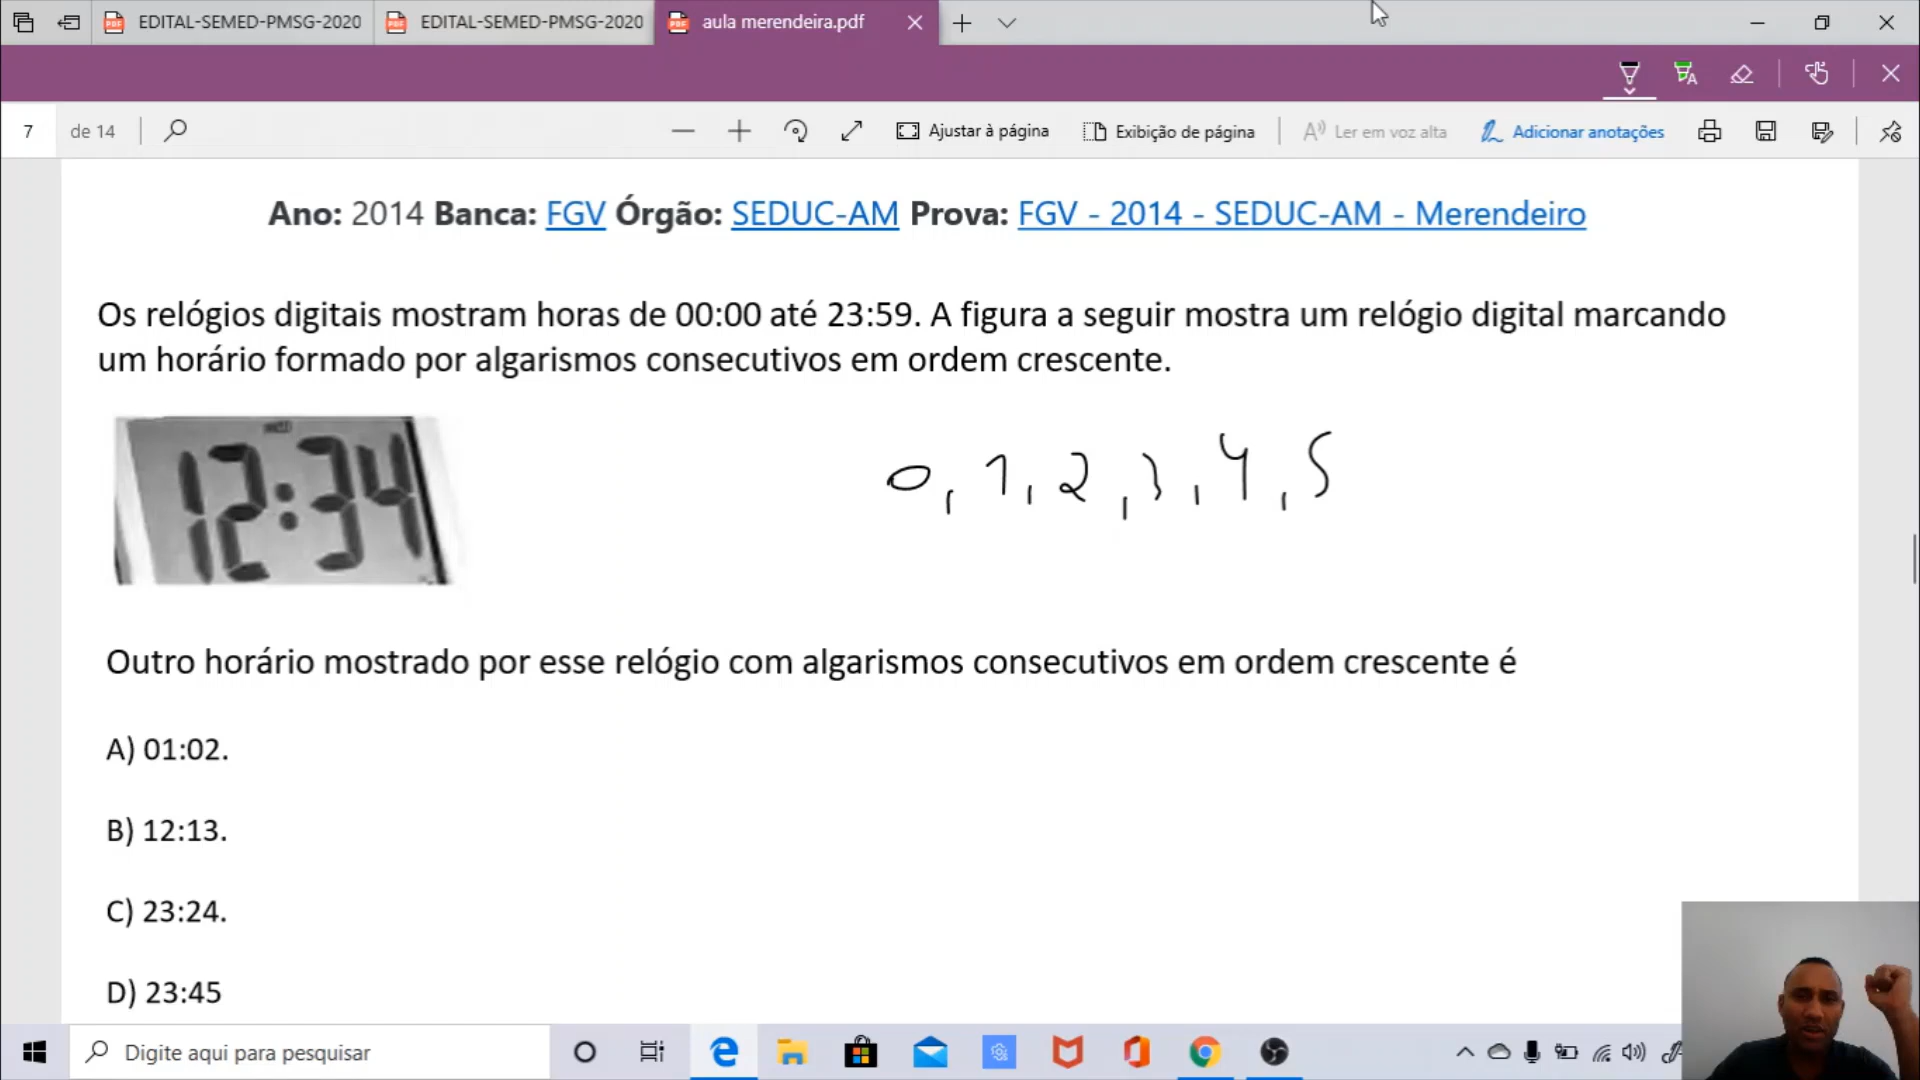 EDITAL-SEMED-PMSG-2020
EDITAL-SEMED-PMSG-2020
aula merendeira.pdf
7 de 14
Ajustar à página
Exibição de página
Ler em voz alta
Adicionar anotações
Ano: 2014 Banca: FGV Órgão: SEDUC-AM Prova: FGV - 2014 - SEDUC-AM - Merendeiro
Os relógios digitais mostram horas de 00:00 até 23:59. A figura a seguir mostra um relógio digital marcando
um horário formado por algarismos consecutivos em ordem crescente.
12:34
0, 1, 2, 3, 4, 5
Outro horário mostrado por esse relógio com algarismos consecutivos em ordem crescente é
A) 01:02.
B) 12:13.
C) 23:24.
D) 23:45
Digite aqui para pesquisar